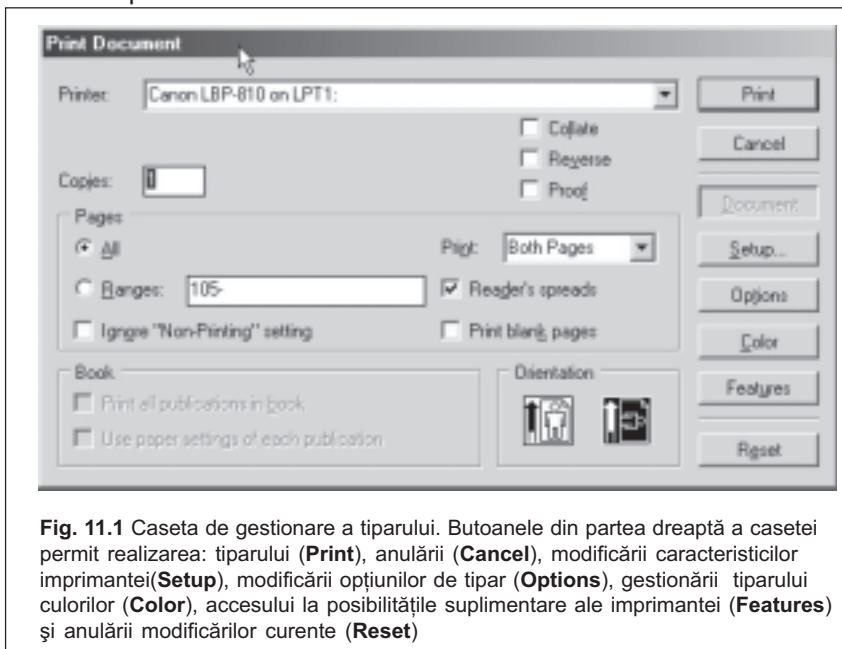 Print Document
Printer: Canon LBP-810 on LPT1: Print
Collate
Reverse
Cancel
Copies: 1 Proof
Document
Pages
All Print: Both Pages Setup...
Ranges: 105- Reader's spreads Options
Ignore "Non-Printing" setting Print blank pages
Color
Book Orientation
Features
Print all publications in book
Use paper settings of each publication
Reset
Fig. 11.1 Caseta de gestionare a tiparului. Butoanele din partea dreaptă a casetei
permit realizarea: tiparului (Print), anulării (Cancel), modificării caracteristicilor
imprimantei(Setup), modificării opţiunilor de tipar (Options), gestionării tiparului
culorilor (Color), accesului la posibilităţile suplimentare ale imprimantei (Features)
şi anulării modificărilor curente (Reset)